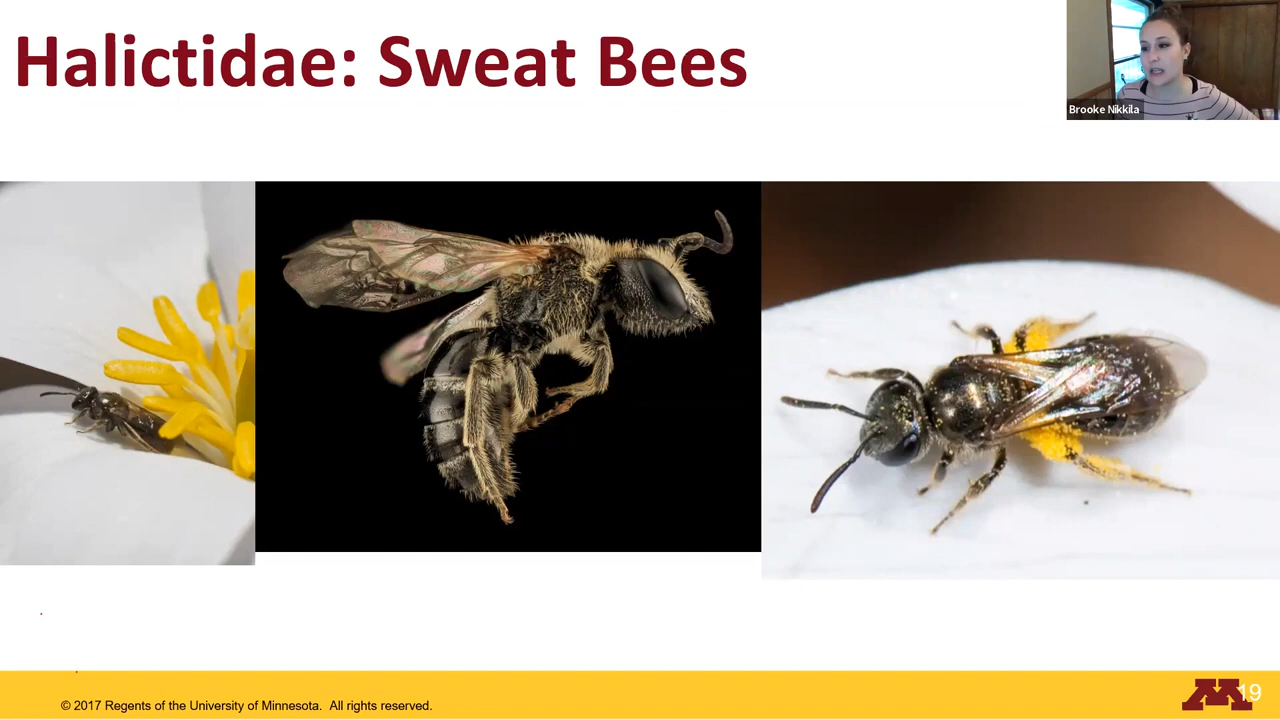 Halictidae: Sweat Bees
Brooke Nikkila
© 2017 Regents of the University of Minnesota.  All rights reserved.
M
19